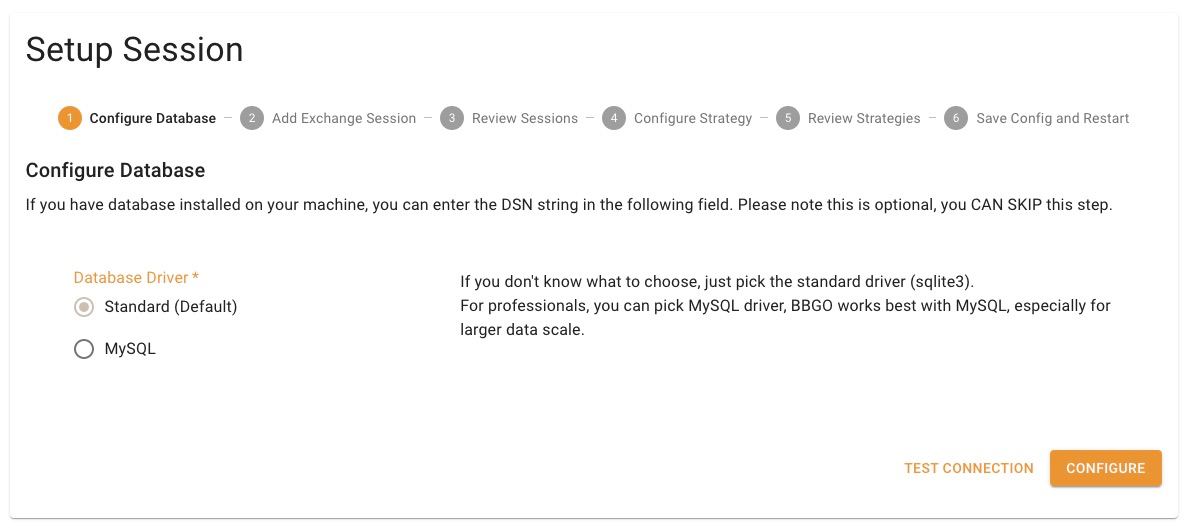 Setup Session
1 Configure Database 2 Add Exchange Session 3 Review Sessions 4 Configure Strategy 5 Review Strategies 6 Save Config and Restart
Configure Database
If you have database installed on your machine, you can enter the DSN string in the following field. Please note this is optional, you CAN SKIP this step.
Database Driver *
Standard (Default)
MySQL
If you don't know what to choose, just pick the standard driver (sqlite3).
For professionals, you can pick MySQL driver, BBGO works best with MySQL, especially for
larger data scale.
TEST CONNECTION
CONFIGURE